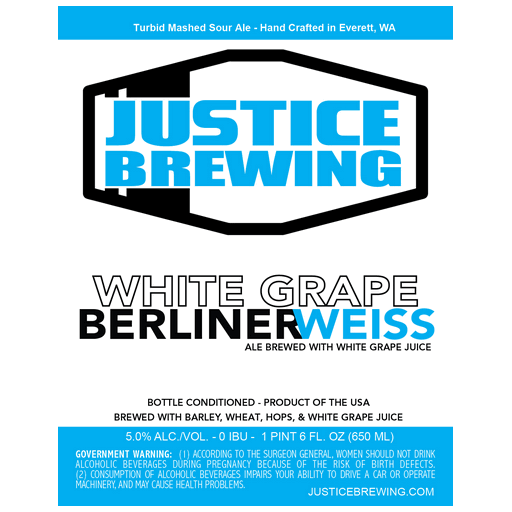 Turbid Mashed Sour Ale - Hand Crafted in Everett, WA
JUSTICE
BREWING
WHITE GRAPE
BERLINERWEISS
ALE BREWED WITH WHITE GRAPE JUICE
BOTTLE CONDITIONED - PRODUCT OF THE USA
BREWED WITH BARLEY, WHEAT, HOPS, & WHITE GRAPE JUICE
5.0% ALC./VOL. - 0 IBU - 1 PINT 6 FL. OZ (650 ML)
GOVERNMENT WARNING: (1) ACCORDING TO THE SURGEON GENERAL, WOMEN SHOULD NOT DRINK
ALCOHOLIC BEVERAGES DURING PREGNANCY BECAUSE OF THE RISK OF BIRTH DEFECTS.
(2) CONSUMPTION OF ALCOHOLIC BEVERAGES IMPAIRS YOUR ABILITY TO DRIVE A CAR OR OPERATE
MACHINERY, AND MAY CAUSE HEALTH PROBLEMS.
JUSTICEBREWING.COM